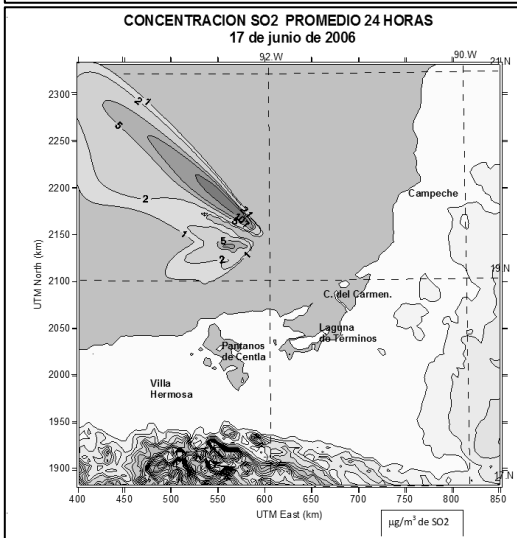 CONCENTRACION SO2 PROMEDIO 24 HORAS
17 de junio de 2006
92 W
90 W
21 N
2300
2250
2200
2150
2100
2050
2000
1950
1900
UTM North (km)
2 1
5
2
1
5
2
1
Campeche
19 N
C. del Carmen.
Laguna
de Términos
Pantanos
de Centla
Villa
Hermosa
17 N
400 450 500 550 600 650 700 750 800 850
UTM East (km)
µg/m³ de SO2